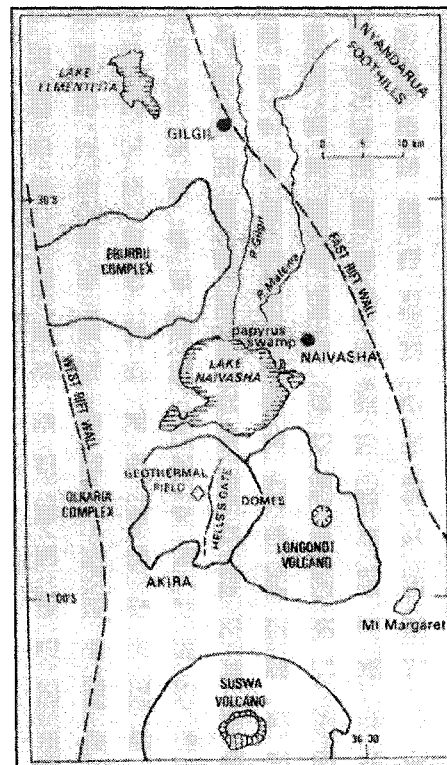 NYANDARUA
FOOTHILLS
LAKE
ELMENTEITA
GILGIL
0 5 10 km
EBURRU
COMPLEX
R. Gilgil
R. Malewa
EAST RIFT WALL
papyrus
swamp
NAIVASHA
LAKE
NAIVASHA
WEST RIFT WALL
GEOTHERMAL
FIELD
OLKARIA
COMPLEX
HELL'S GATE
DOMES
LONGONOT
VOLCANO
AKIRA
1 00'S
Mt Margaret
SUSWA
VOLCANO